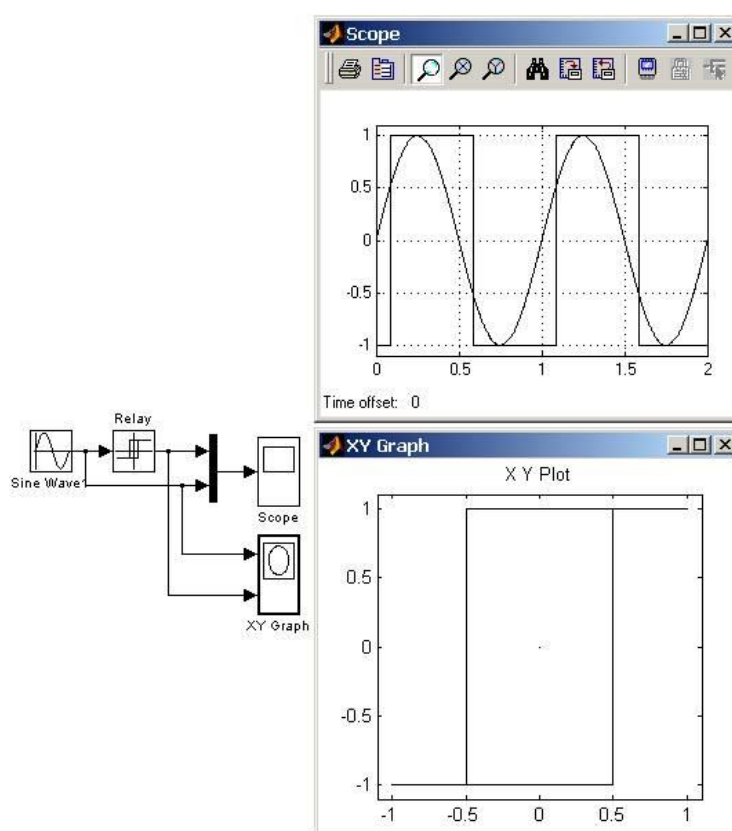 Scope
1
0.5
0
-0.5
-1
0 0.5 1 1.5 2
Time offset: 0
Relay
Sine Wave1
Scope
XY Graph
XY Graph
X Y Plot
1
0.5
0
-0.5
-1
-1 -0.5 0 0.5 1